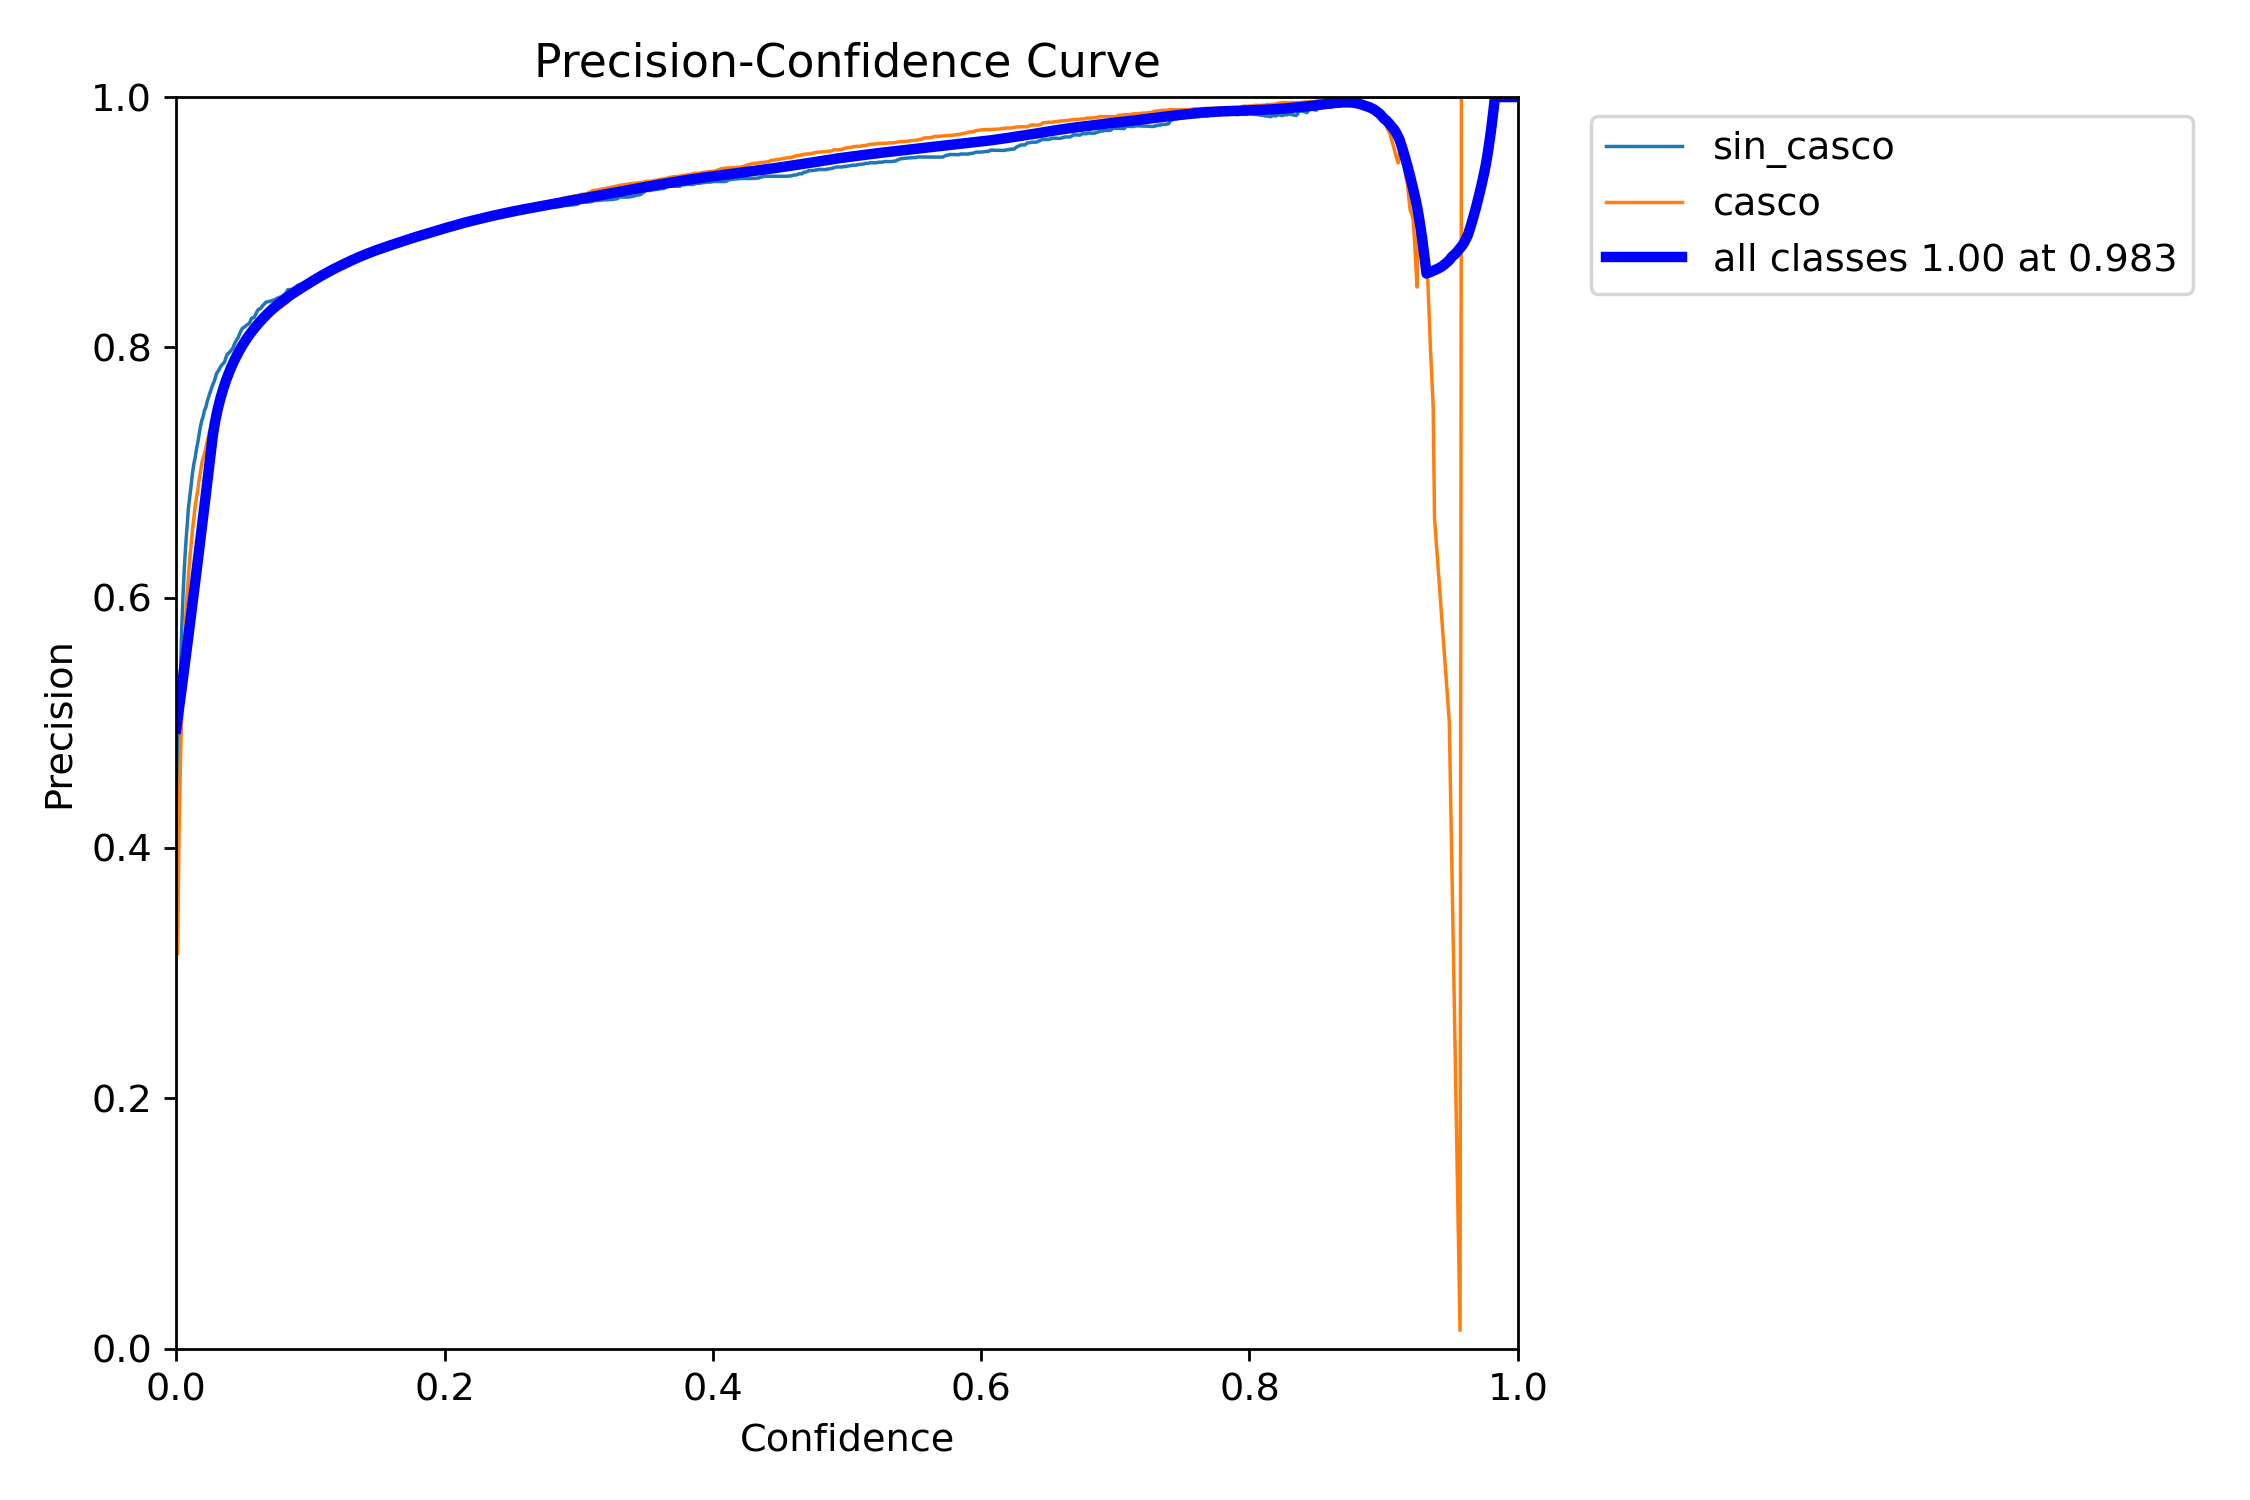 Precision-Confidence Curve
1.0
0.8
0.6
0.4
0.2
0.0
Precision
0.0 0.2 0.4 0.6 0.8 1.0
Confidence
sin_casco
casco
all classes 1.00 at 0.983